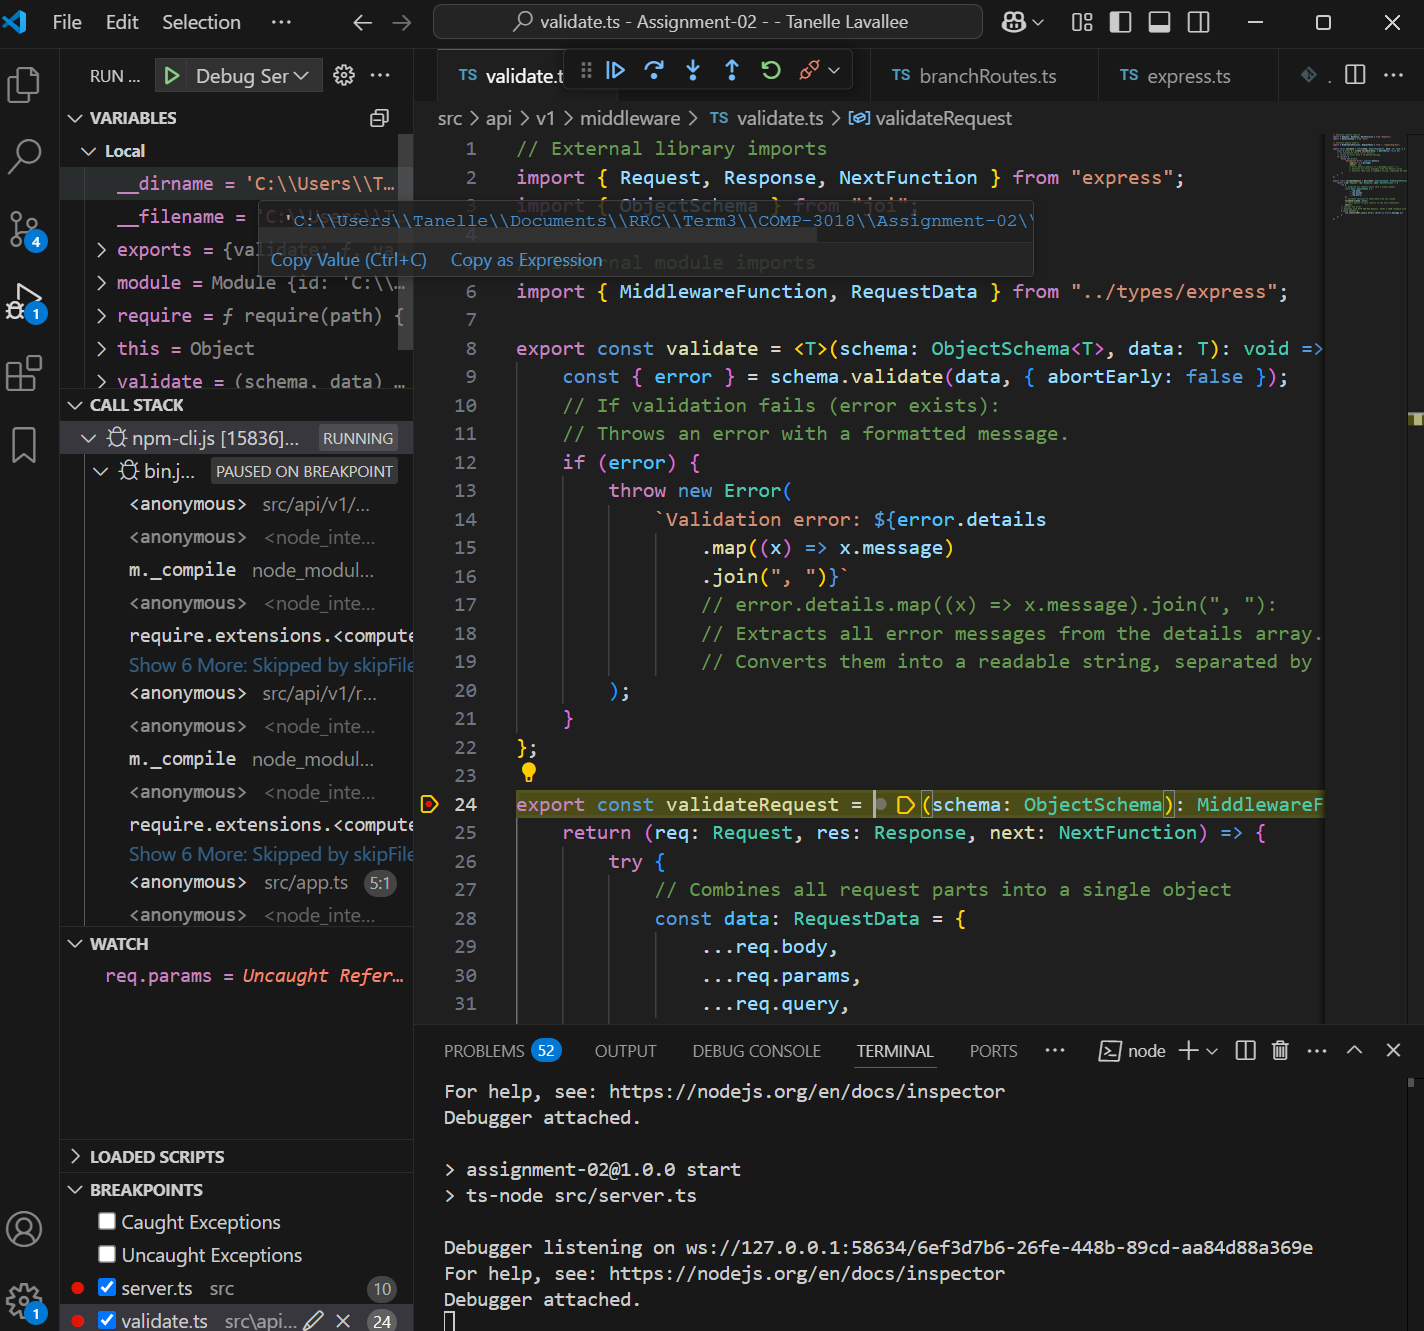 File Edit Selection ··· validate.ts - Assignment-02 - - Tanelle Lavallee
RUN ... Debug Ser ···
TS validate.t TS branchRoutes.ts TS express.ts . ···
VARIABLES
Local
__dirname = 'C:\\Users\\T...
__filename = 'C:\\Users\\T
exports = {validate: ƒ, va
module = Module {id: 'C:\\...
require = ƒ require(path) {
this = Object
validate = (schema, data) ...
'C:\\Users\\Tanelle\\Documents\\RRC\\Term3\\COMP-3018\\Assignment-02\\
Copy Value (Ctrl+C) Copy as Expression
CALL STACK
npm-cli.js [15836]... RUNNING
bin.j... PAUSED ON BREAKPOINT
<anonymous> src/api/v1/...
<anonymous> <node_inte...
m._compile node_modul...
<anonymous> <node_inte...
require.extensions.<compute
Show 6 More: Skipped by skipFile
<anonymous> src/api/v1/r...
<anonymous> <node_inte...
m._compile node_modul...
<anonymous> <node_inte...
require.extensions.<compute
Show 6 More: Skipped by skipFile
<anonymous> src/app.ts 5:1
<anonymous> <node_inte...
WATCH
req.params = Uncaught Refer...
LOADED SCRIPTS
BREAKPOINTS
Caught Exceptions
Uncaught Exceptions
server.ts src 10
validate.ts src\api... 24
4
1
1
src > api > v1 > middleware > TS validate.ts > validateRequest
1 // External library imports
2 import { Request, Response, NextFunction } from "express";
import { ObjectSchema } from "joi";
4
// Internal module imports
6 import { MiddlewareFunction, RequestData } from "../types/express";
7
8 export const validate = <T>(schema: ObjectSchema<T>, data: T): void =>
9 const { error } = schema.validate(data, { abortEarly: false });
10 // If validation fails (error exists):
11 // Throws an error with a formatted message.
12 if (error) {
13 throw new Error(
14 `Validation error: ${error.details
15 .map((x) => x.message)
16 .join(", ")}`
17 // error.details.map((x) => x.message).join(", "):
18 // Extracts all error messages from the details array.
19 // Converts them into a readable string, separated by
20 );
21 }
22 };
23
24 export const validateRequest = (schema: ObjectSchema): MiddlewareF
25 return (req: Request, res: Response, next: NextFunction) => {
26 try {
27 // Combines all request parts into a single object
28 const data: RequestData = {
29 ...req.body,
30 ...req.params,
31 ...req.query,
PROBLEMS 52 OUTPUT DEBUG CONSOLE TERMINAL PORTS ··· node ···
For help, see: https://nodejs.org/en/docs/inspector
Debugger attached.
> assignment-02@1.0.0 start
> ts-node src/server.ts
Debugger listening on ws://127.0.0.1:58634/6ef3d7b6-26fe-448b-89cd-aa84d88a369e
For help, see: https://nodejs.org/en/docs/inspector
Debugger attached.